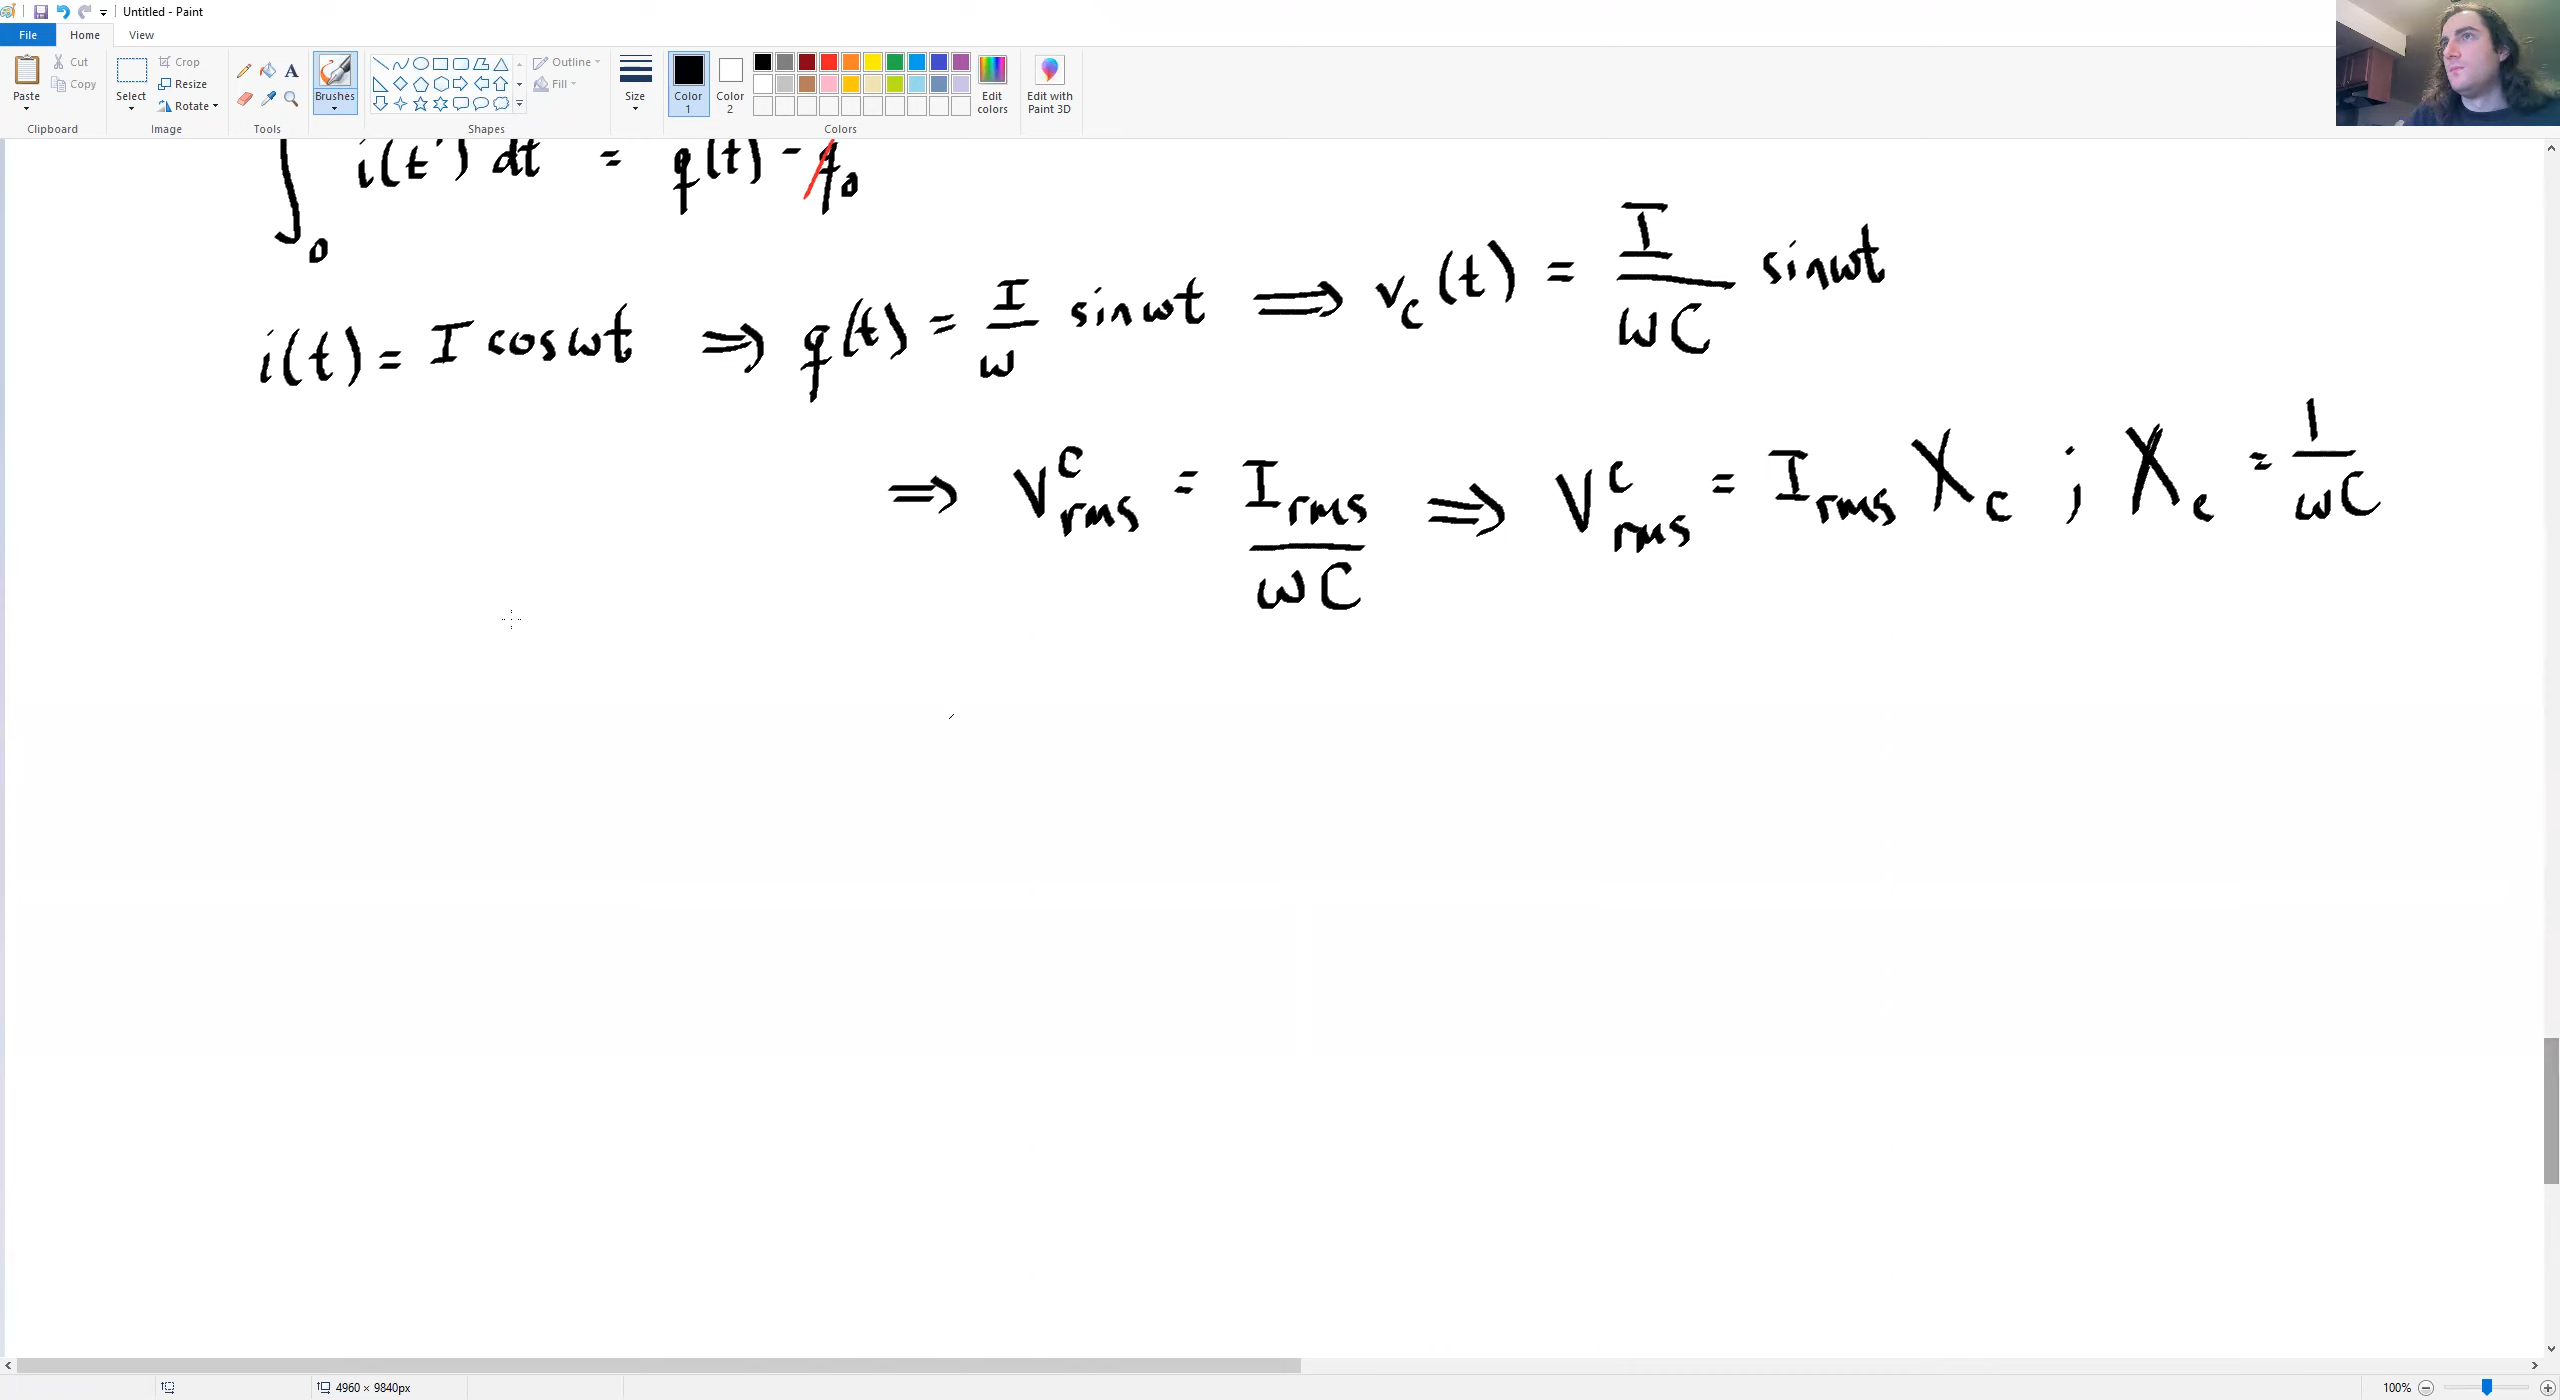 Untitled - Paint
File Home View
Paste Cut Copy Clipboard
Select Crop Resize Rotate Image
Tools
Brushes
Outline Fill Shapes
Size
Color 1 Color 2 Edit colors Colors
Edit with Paint 3D
∫₀ i(t') dt = q(t) - q₀
i(t) = I cos ωt ⇒ q(t) = I/ω sin ωt ⟹ v_c(t) = I/ωC sin ωt
⇒ V^c_rms = I_rms/ωC ⇒ V^c_rms = I_rms X_c ; X_c = 1/ωC
4960 × 9840px 100%